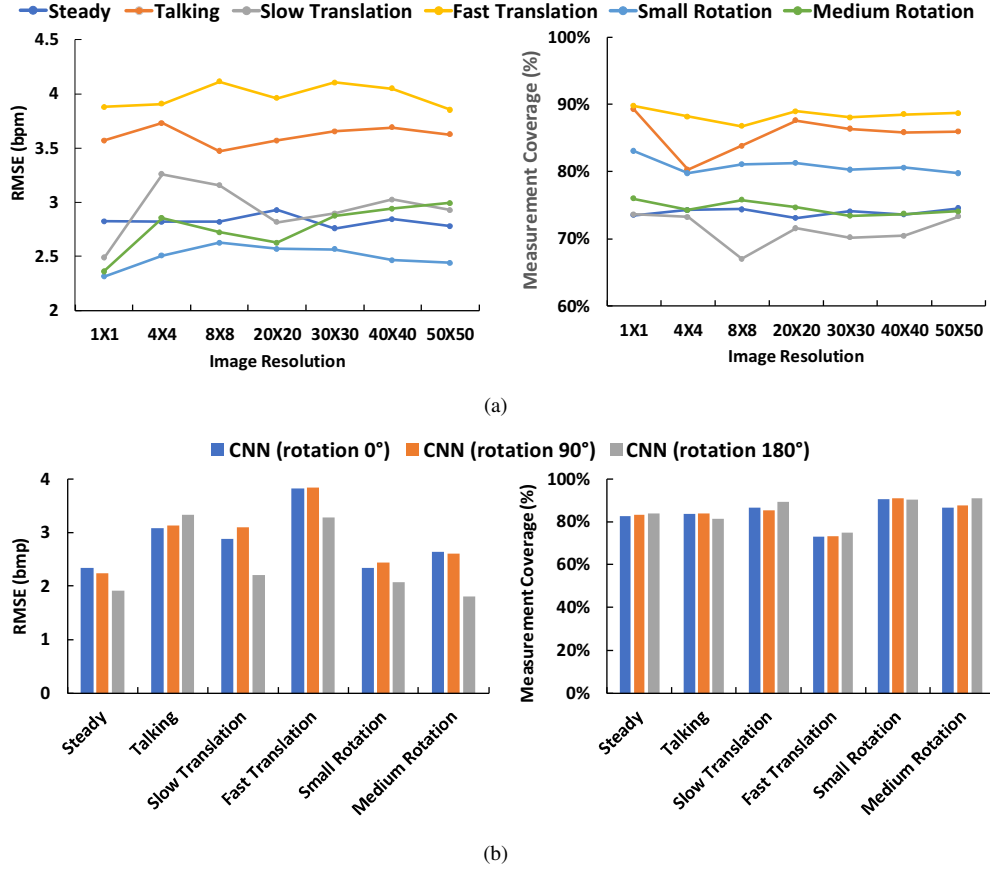 Steady Talking Slow Translation Fast Translation Small Rotation Medium Rotation
4.5
4
3.5
3
2.5
2
RMSE (bpm)
1X1 4X4 8X8 20X20 30X30 40X40 50X50
Image Resolution
100%
90%
80%
70%
60%
Measurement Coverage (%)
1X1 4X4 8X8 20X20 30X30 40X40 50X50
Image Resolution
(a)
CNN (rotation 0°) CNN (rotation 90°) CNN (rotation 180°)
4
3
2
1
0
RMSE (bmp)
Steady
Talking
Slow Translation
Fast Translation
Small Rotation
Medium Rotation
100%
80%
60%
40%
20%
0%
Measurement Coverage (%)
Steady
Talking
Slow Translation
Fast Translation
Small Rotation
Medium Rotation
(b)